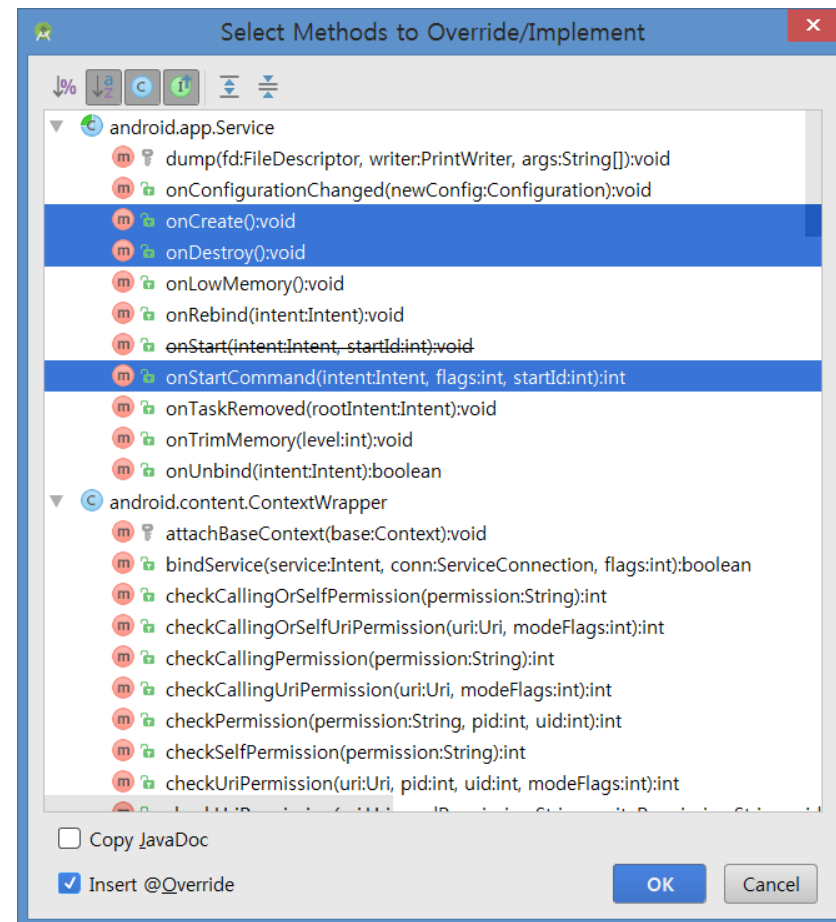 Select Methods to Override/Implement
android.app.Service
dump(fd:FileDescriptor, writer:PrintWriter, args:String[]):void
onConfigurationChanged(newConfig:Configuration):void
onCreate():void
onDestroy():void
onLowMemory():void
onRebind(intent:Intent):void
onStart(intent:Intent, startId:int):void
onStartCommand(intent:Intent, flags:int, startId:int):int
onTaskRemoved(rootIntent:Intent):void
onTrimMemory(level:int):void
onUnbind(intent:Intent):boolean
android.content.ContextWrapper
attachBaseContext(base:Context):void
bindService(service:Intent, conn:ServiceConnection, flags:int):boolean
checkCallingOrSelfPermission(permission:String):int
checkCallingOrSelfUriPermission(uri:Uri, modeFlags:int):int
checkCallingPermission(permission:String):int
checkCallingUriPermission(uri:Uri, modeFlags:int):int
checkPermission(permission:String, pid:int, uid:int):int
checkSelfPermission(permission:String):int
checkUriPermission(uri:Uri, pid:int, uid:int, modeFlags:int):int
Copy JavaDoc
Insert @Override
OK
Cancel